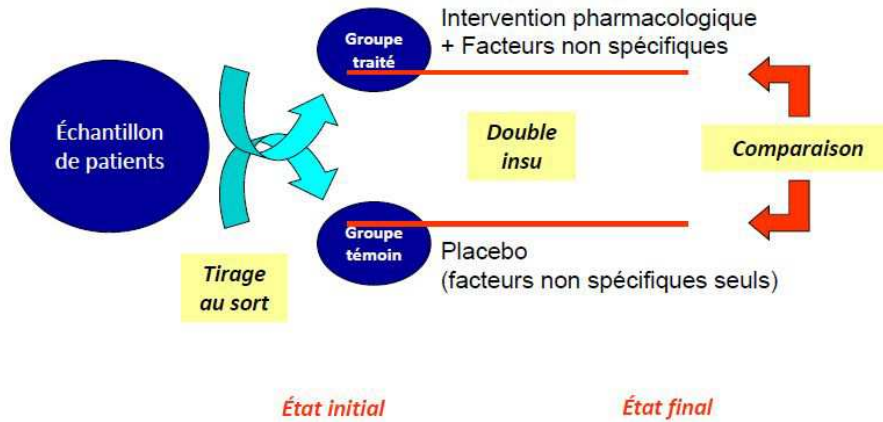 Intervention pharmacologique
+ Facteurs non spécifiques
Groupe
traité
Échantillon
de patients
Double
insu
Comparaison
Groupe
témoin
Placebo
(facteurs non spécifiques seuls)
Tirage
au sort
État initial
État final